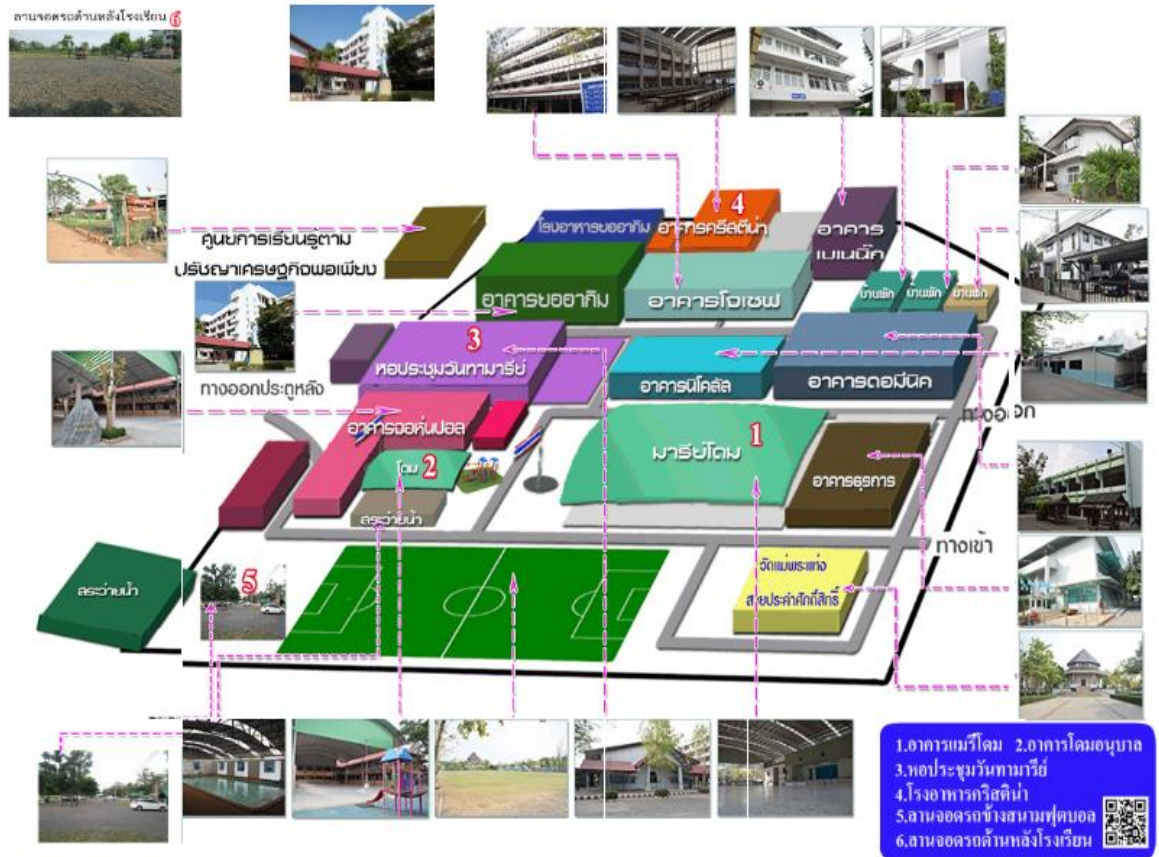 ลานจอดรถด้านหลังโรงเรียน 6
ศูนย์การเรียนรู้ตาม
ปรัชญาเศรษฐกิจพอเพียง
โรงอาหารยออากิม
อาคารคริสติน่า
4
อาคาร
เบเนนิ๊ก
อาคารยออากิม
อาคารโจเซฟ
บ้านพัก
บ้านพัก
บ้านพัก
3
หอประชุมวันทามารีย์
อาคารนิโคลัส
อาคารดอมีนิค
ทางออกประตูหลัง
ทางออก
อาคารจอห์นปอล
โดม 2
มารีย์โดม
1
อาคารธุรการ
สระว่ายน้ำ
ทางเข้า
วัดแม่พระแห่ง
สายประคำศักดิ์สิทธิ์
สระว่ายน้ำ
5
1.อาคารแมรี่โดม 2.อาคารโดมอนุบาล
3.หอประชุมวันทามารีย์
4.โรงอาหารคริสติน่า
5.ลานจอดรถข้างสนามฟุตบอล
6.ลานจอดรถด้านหลังโรงเรียน